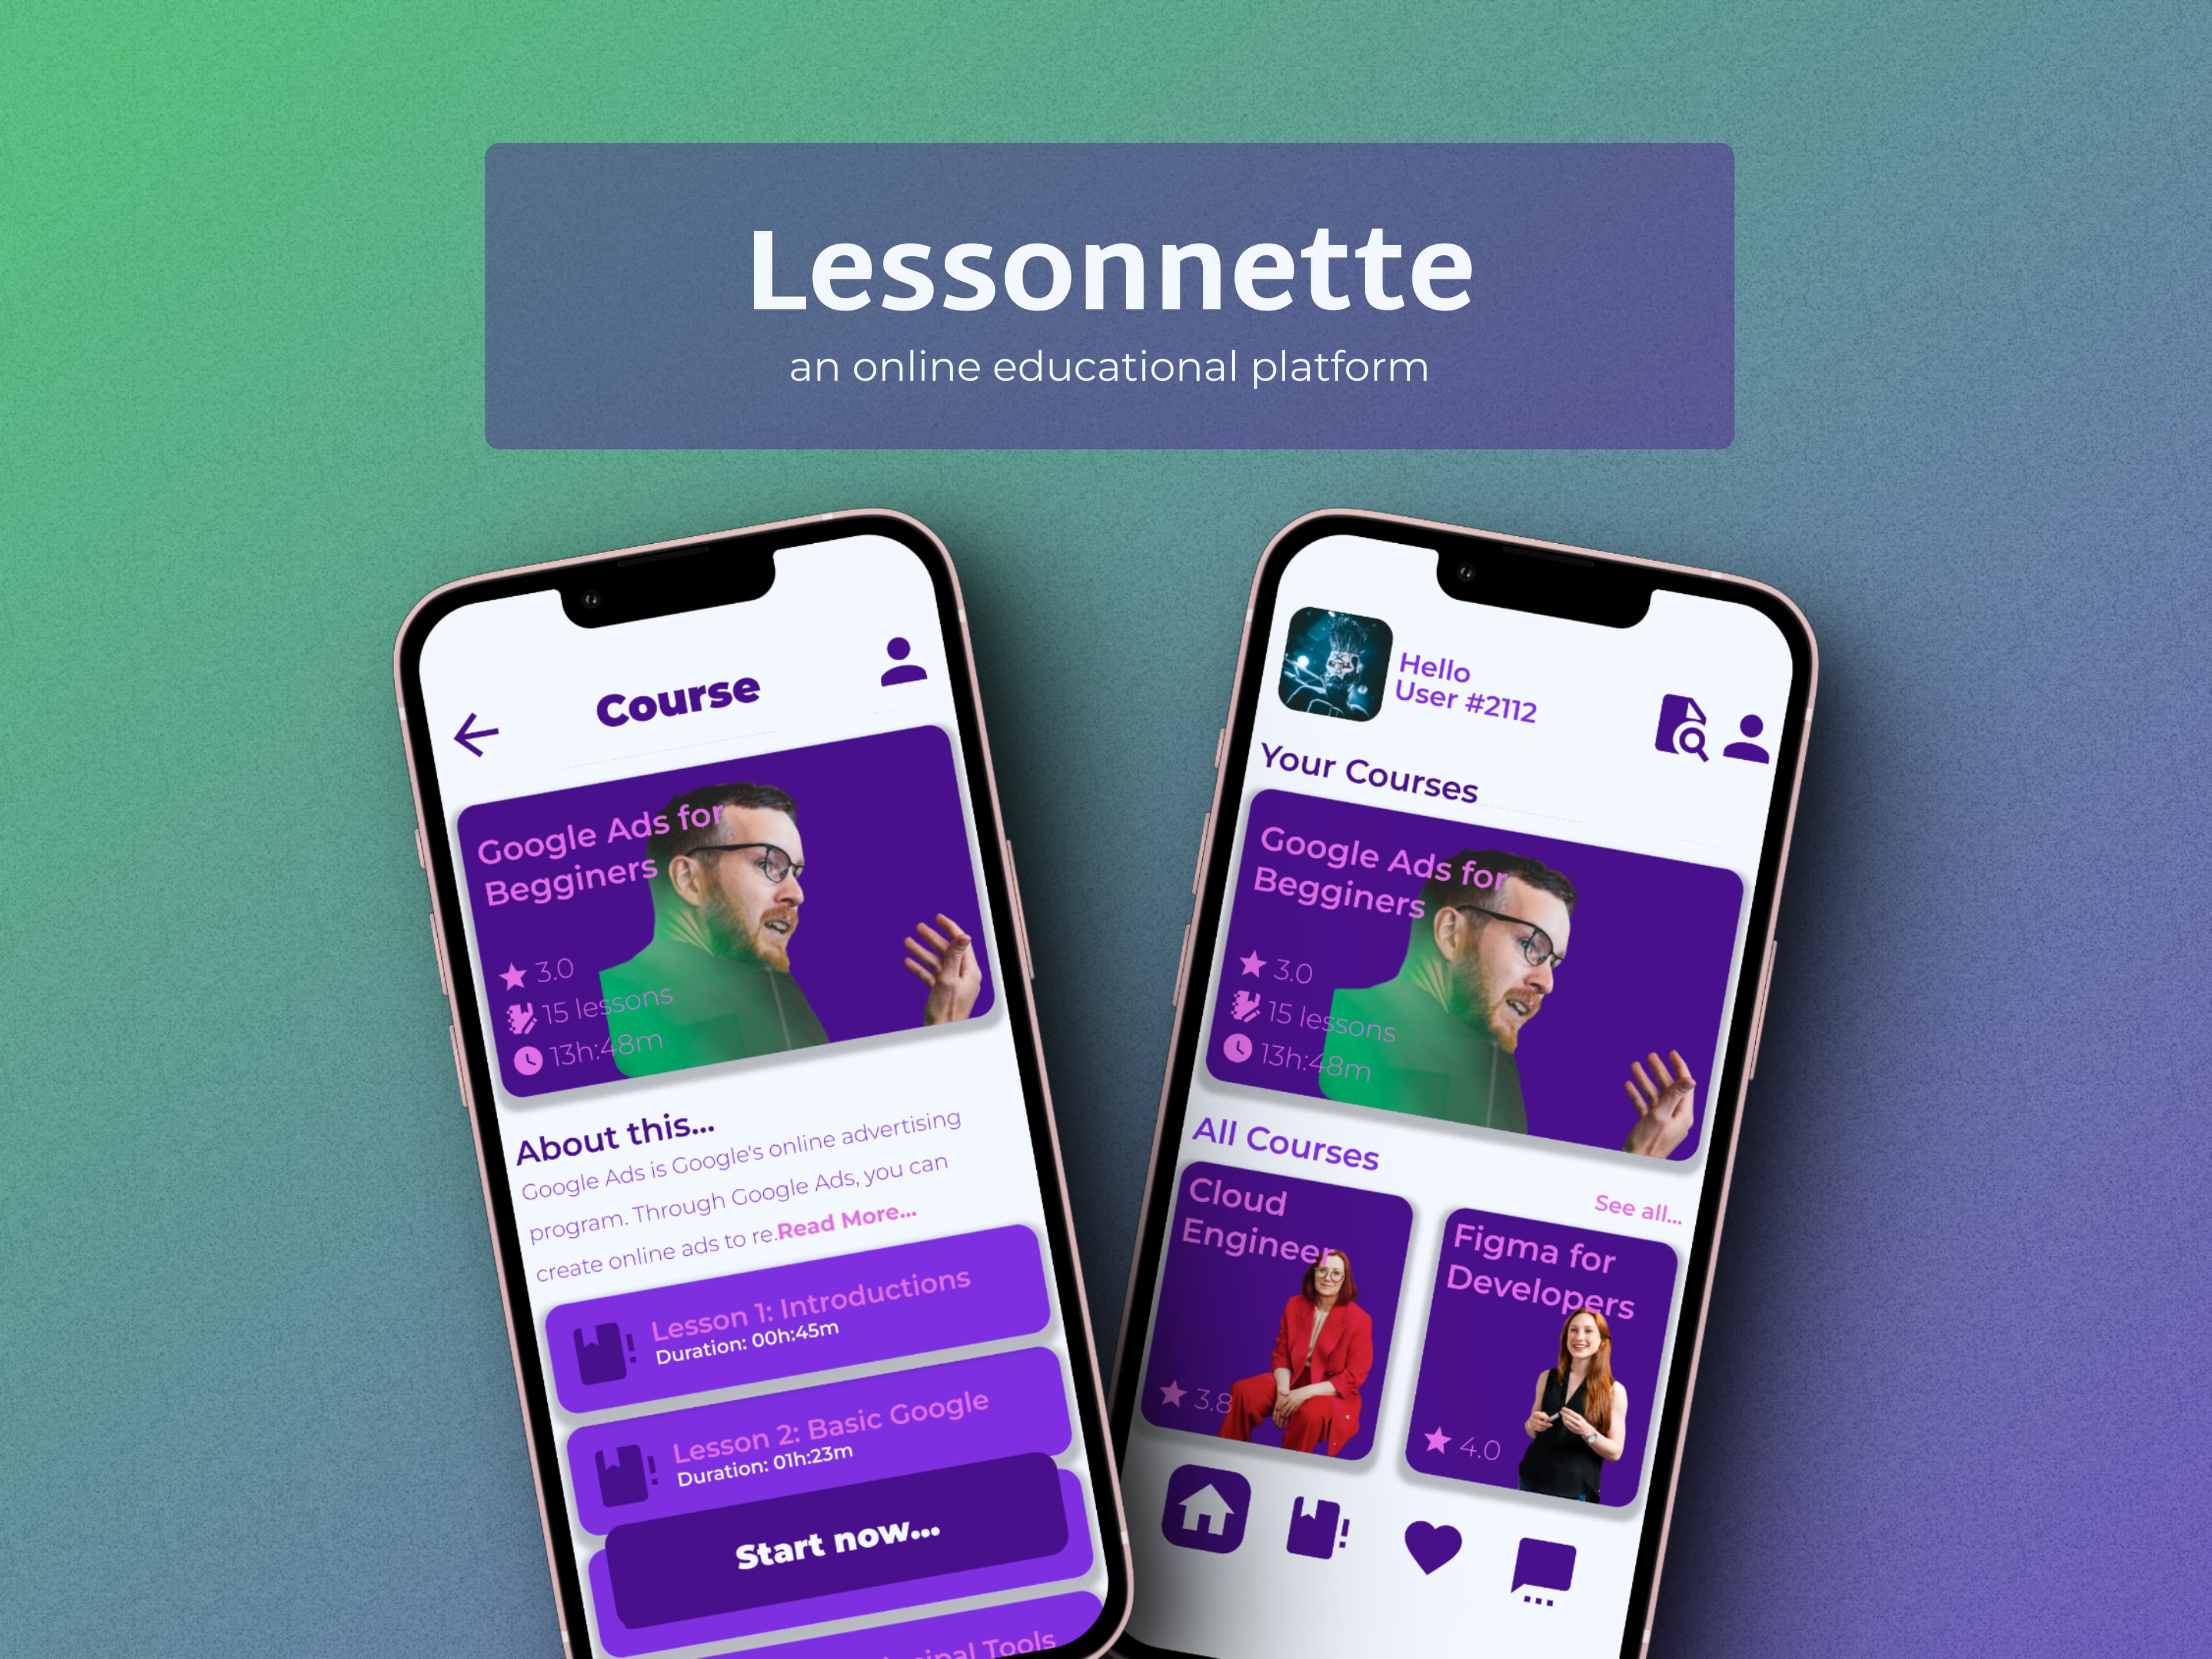 Lessonnette
an online educational platform
Course
Google Ads for
Begginers
3.0
15 lessons
13h:48m
About this...
Google Ads is Google's online advertising
program. Through Google Ads, you can
create online ads to re.Read More...
Lesson 1: Introductions
Duration: 00h:45m
Lesson 2: Basic Google
Duration: 01h:23m
Start now...
Tools
Hello
User #2112
Your Courses
Google Ads for
Begginers
3.0
15 lessons
13h:48m
All Courses
See all...
Cloud
Engineer
3.8
Figma for
Developers
4.0